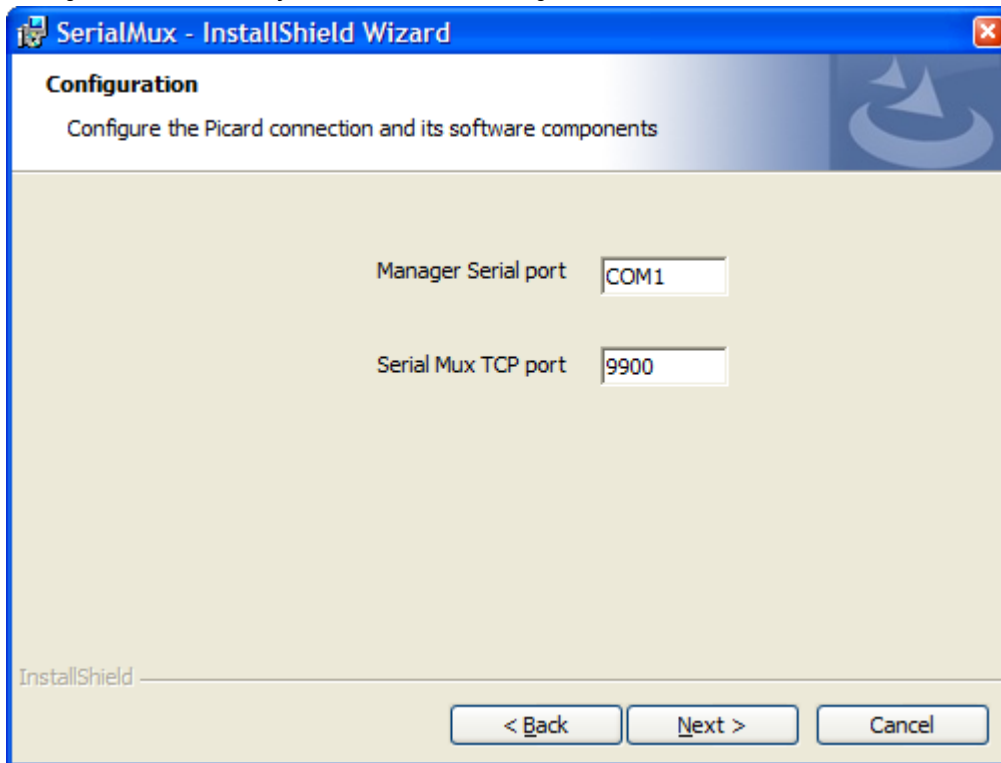 SerialMux - InstallShield Wizard
Configuration
Configure the Picard connection and its software components
Manager Serial port COM1
Serial Mux TCP port 9900
InstallShield
< Back Next > Cancel